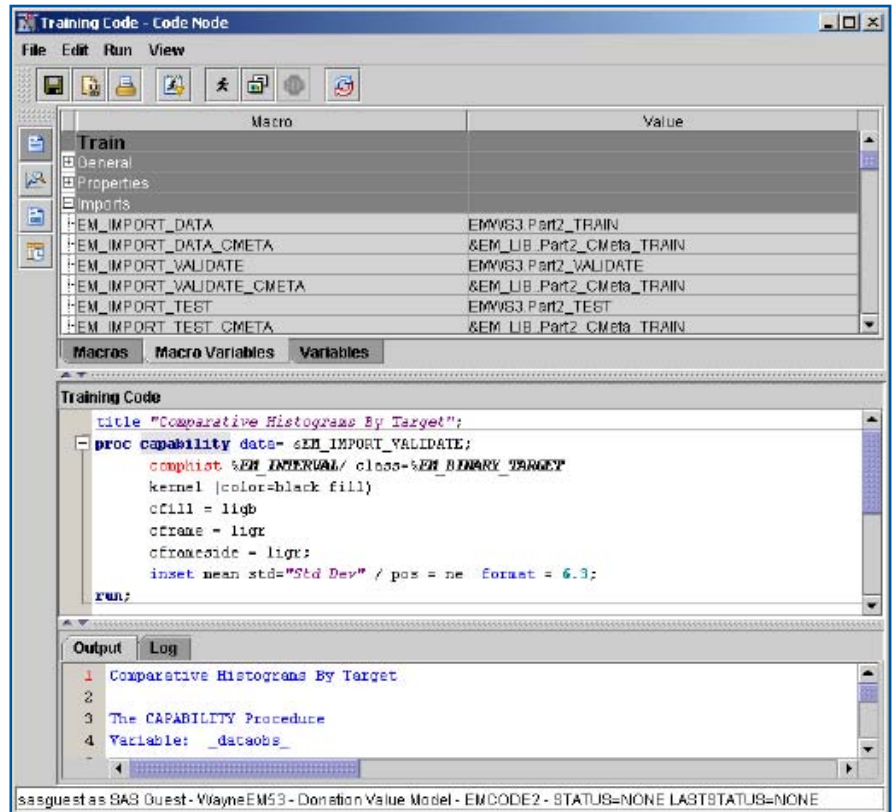 Training Code - Code Node
File Edit Run View
Macro Value
Train
General
Properties
Imports
EM_IMPORT_DATA EMWS3.Part2_TRAIN
EM_IMPORT_DATA_CMETA &EM_LIB..Part2_CMeta_TRAIN
EM_IMPORT_VALIDATE EMWS3.Part2_VALIDATE
EM_IMPORT_VALIDATE_CMETA &EM_LIB..Part2_CMeta_TRAIN
EM_IMPORT_TEST EMWS3.Part2_TEST
EM_IMPORT_TEST_CMETA &EM_LIB..Part2_CMeta_TRAIN
Macros Macro Variables Variables
Training Code
title "Comparative Histograms By Target";
proc capability data= &EM_IMPORT_VALIDATE;
comphist %EM_INTERVAL/ class=%EM_BINARY_TARGET
kernel (color=black fill)
cfill = ligb
cframe = ligr
cframeside = ligr;
inset mean std="Std Dev" / pos = ne format = 6.3;
run;
Output Log
1 Comparative Histograms By Target
2
3 The CAPABILITY Procedure
4 Variable: _dataobs_
sasguest as SAS Guest - WayneEM53 - Donation Value Model - EMCODE2 - STATUS=NONE LASTSTATUS=NONE